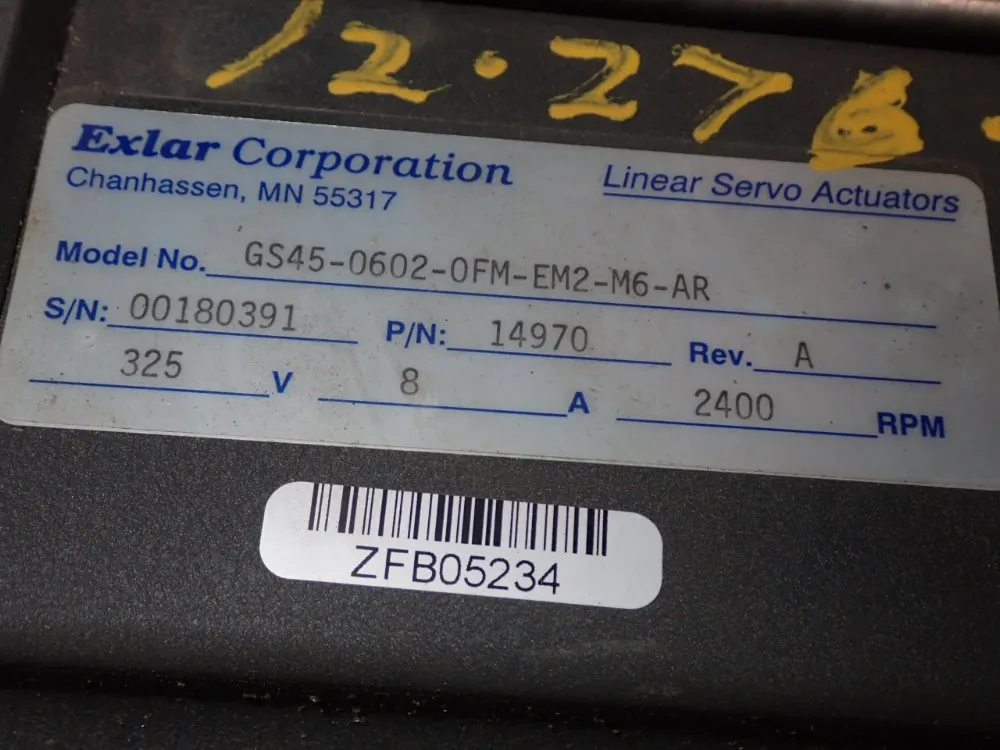 12.276
Exlar Corporation
Chanhassen, MN 55317
Linear Servo Actuators
Model No. GS45-0602-0FM-EM2-M6-AR
S/N: 00180391 P/N: 14970 Rev. A
325 V 8 A 2400 RPM
ZFB05234